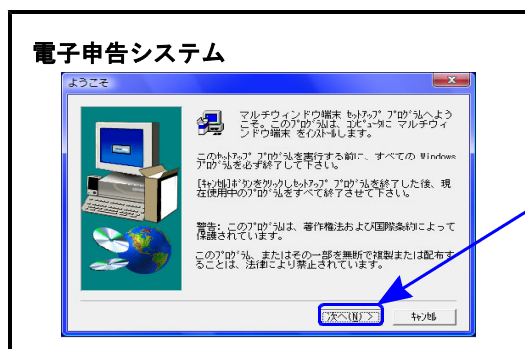 電子申告システム
ようこそ
マルチウィンドウ端末 ｾｯﾄｱｯﾌﾟ ﾌﾟﾛｸﾞﾗﾑへよう
こそ。このﾌﾟﾛｸﾞﾗﾑは、ｺﾝﾋﾟｭｰﾀに マルチウィ
ンドウ端末 をｲﾝｽﾄｰﾙします。
このｾｯﾄｱｯﾌﾟ ﾌﾟﾛｸﾞﾗﾑを実行する前に、すべての Windows
ﾌﾟﾛｸﾞﾗﾑを必ず終了して下さい。
[ｷｬﾝｾﾙ]ﾎﾞﾀﾝをｸﾘｯｸしｾｯﾄｱｯﾌﾟ ﾌﾟﾛｸﾞﾗﾑを終了した後、現
在使用中のﾌﾟﾛｸﾞﾗﾑをすべて終了させて下さい。
警告: このﾌﾟﾛｸﾞﾗﾑは、著作権法および国際条約によって
保護されています。
このﾌﾟﾛｸﾞﾗﾑ、またはその一部を無断で複製または配布す
ることは、法律により禁止されています。
次へ(N) >
ｷｬﾝｾﾙ